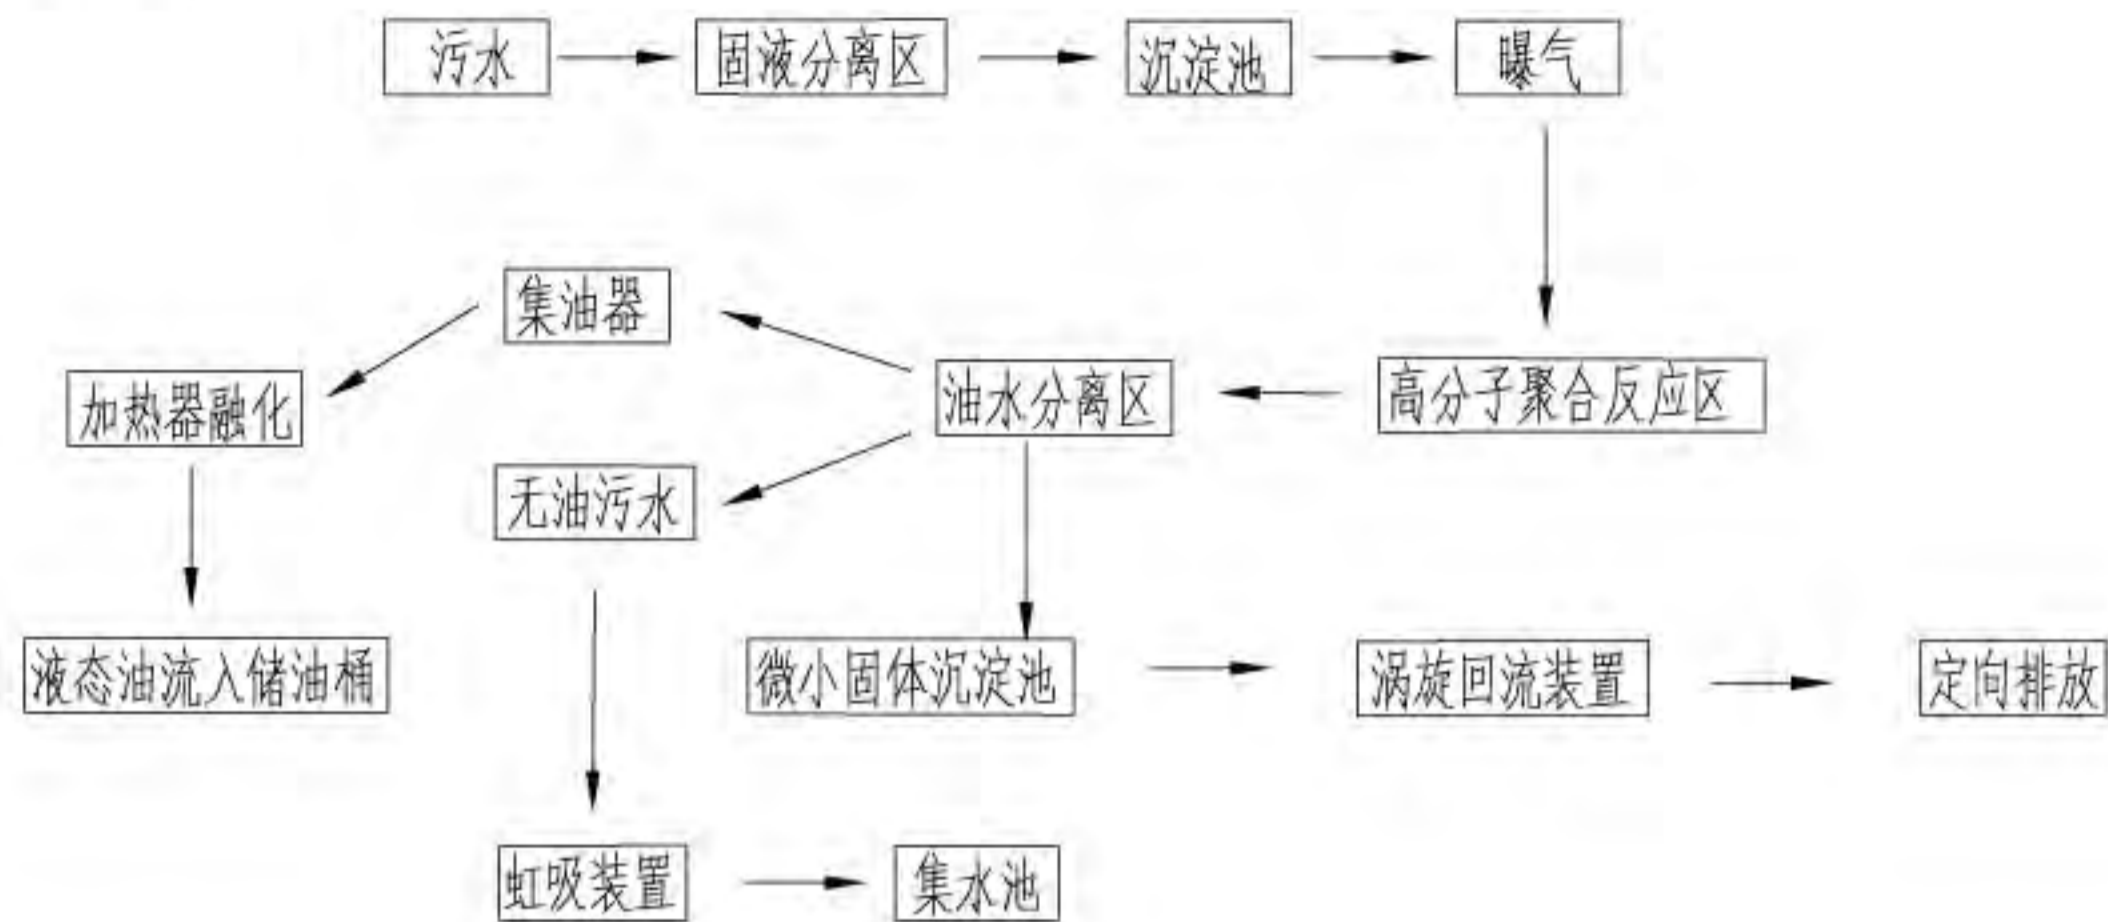 污水
固液分离区
沉淀池
曝气
集油器
加热器融化
油水分离区
高分子聚合反应区
无油污水
液态油流入储油桶
微小固体沉淀池
涡旋回流装置
定向排放
虹吸装置
集水池